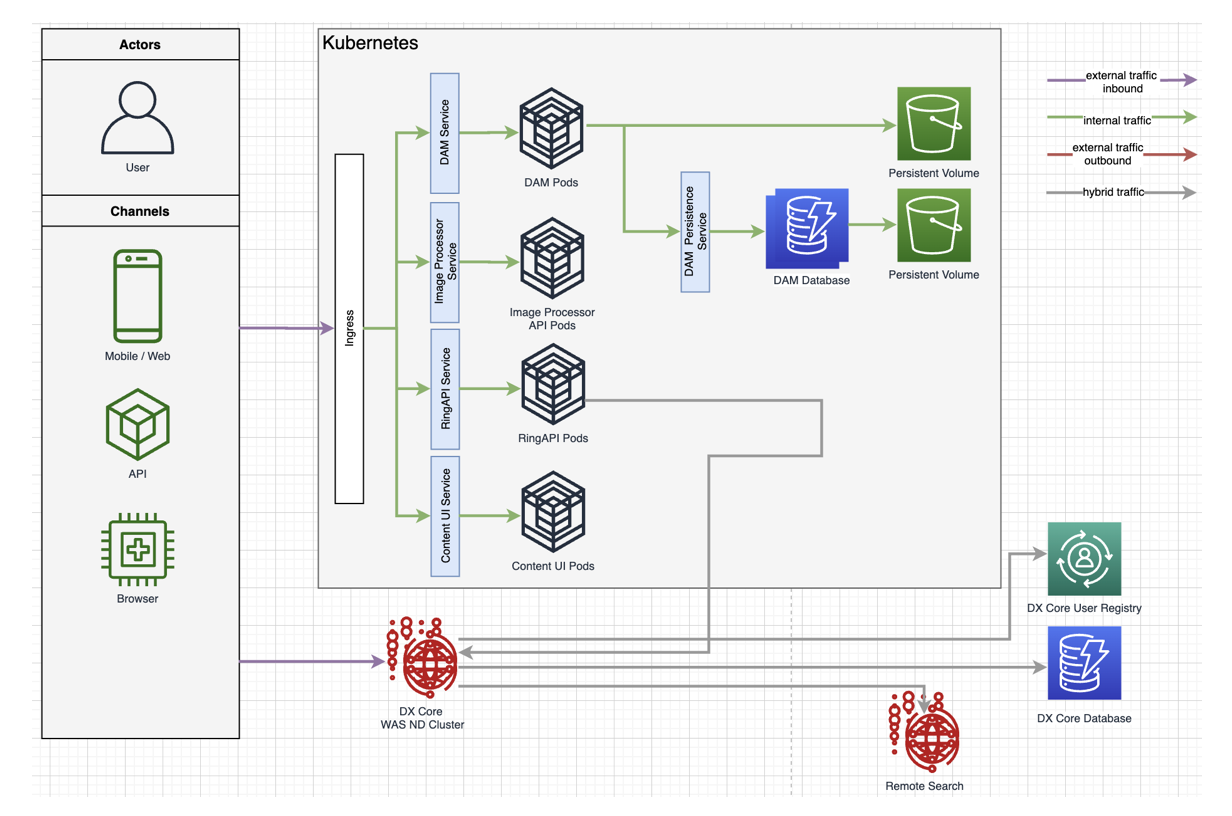 Actors
User
Channels
Mobile / Web
API
Browser
Kubernetes
Ingress
DAM Service
DAM Pods
Image Processor
Service
Image Processor
API Pods
RingAPI Service
RingAPI Pods
Content UI Service
Content UI Pods
DAM Persistence
Service
DAM Database
Persistent Volume
Persistent Volume
external traffic
inbound
internal traffic
external traffic
outbound
hybrid traffic
DX Core
WAS ND Cluster
DX Core User Registry
DX Core Database
Remote Search